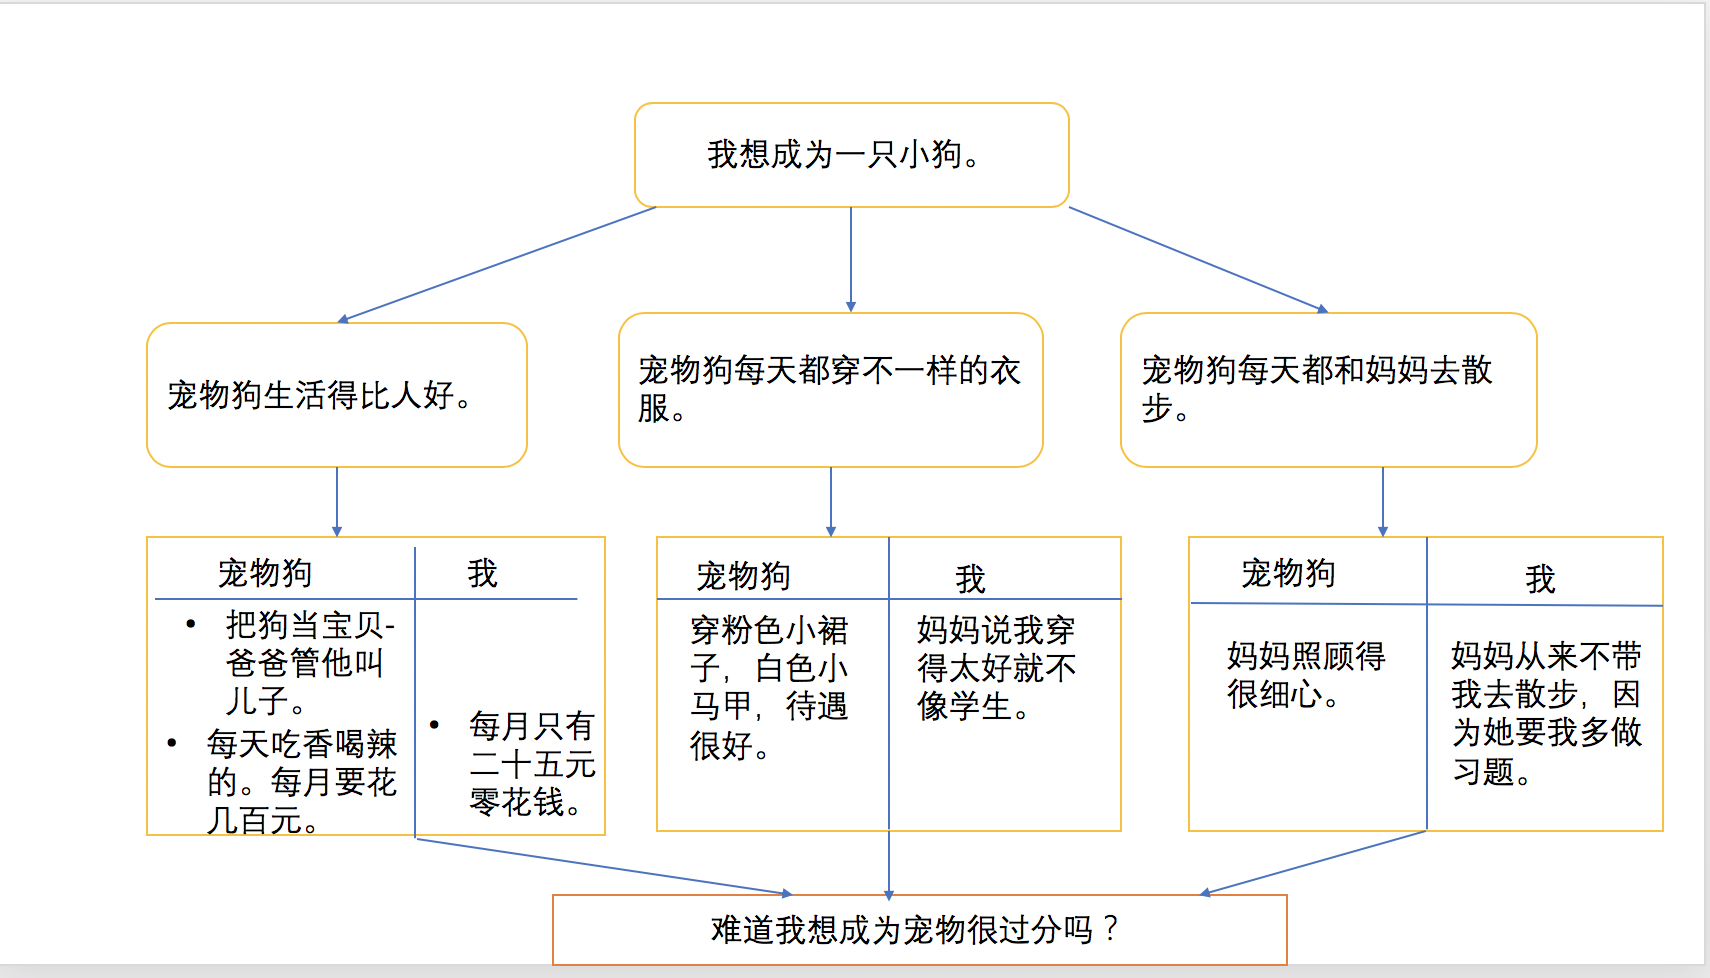 我想成为一只小狗。
宠物狗生活得比人好。
宠物狗每天都穿不一样的衣
服。
宠物狗每天都和妈妈去散
步。
宠物狗
我
• 把狗当宝贝-
爸爸管他叫
儿子。
• 每天吃香喝辣
的。每月要花
几百元。
• 每月只有
二十五元
零花钱。
宠物狗
我
穿粉色小裙
子，白色小
马甲，待遇
很好。
妈妈说我穿
得太好就不
像学生。
宠物狗
我
妈妈照顾得
很细心。
妈妈从来不带
我去散步，因
为她要我多做
习题。
难道我想成为宠物很过分吗？